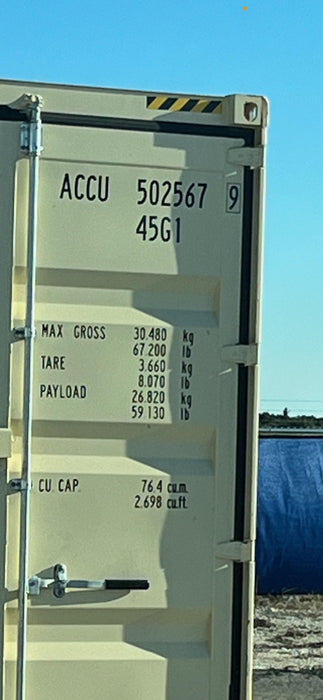 ACCU 502567 9
45G1
MAX GROSS 30.480 kg
67.200 lb
TARE 3.660 kg
8.070 lb
PAYLOAD 26.820 kg
59 130 lb
CU. CAP. 76.4 cu.m.
2.698 cu.ft.